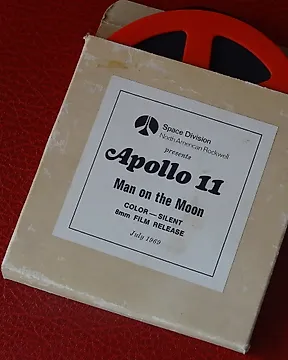 Space Division
North American Rockwell
presents
Apollo 11
Man on the Moon
COLOR—SILENT
8mm FILM RELEASE
July 1969